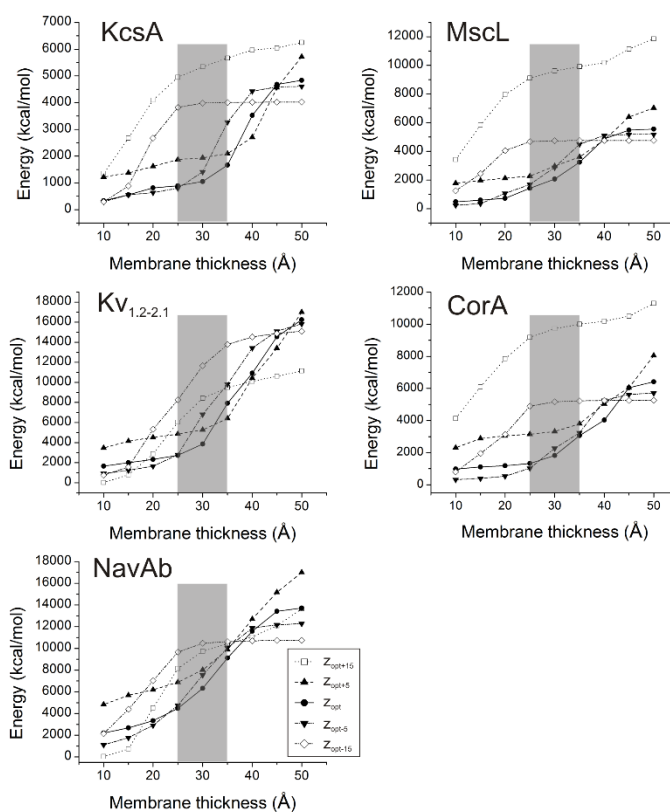 KcsA
Energy (kcal/mol)
7000
6000
5000
4000
3000
2000
1000
0
10 20 30 40 50
Membrane thickness (Å)
MscL
Energy (kcal/mol)
12000
10000
8000
6000
4000
2000
0
10 20 30 40 50
Membrane thickness (Å)
Kv1.2-2.1
Energy (kcal/mol)
18000
16000
14000
12000
10000
8000
6000
4000
2000
0
10 20 30 40 50
Membrane thickness (Å)
CorA
Energy (kcal/mol)
12000
10000
8000
6000
4000
2000
0
10 20 30 40 50
Membrane thickness (Å)
NavAb
Energy (kcal/mol)
18000
16000
14000
12000
10000
8000
6000
4000
2000
0
10 20 30 40 50
Membrane thickness (Å)
Zopt+15
Zopt+5
Zopt
Zopt-5
Zopt-15